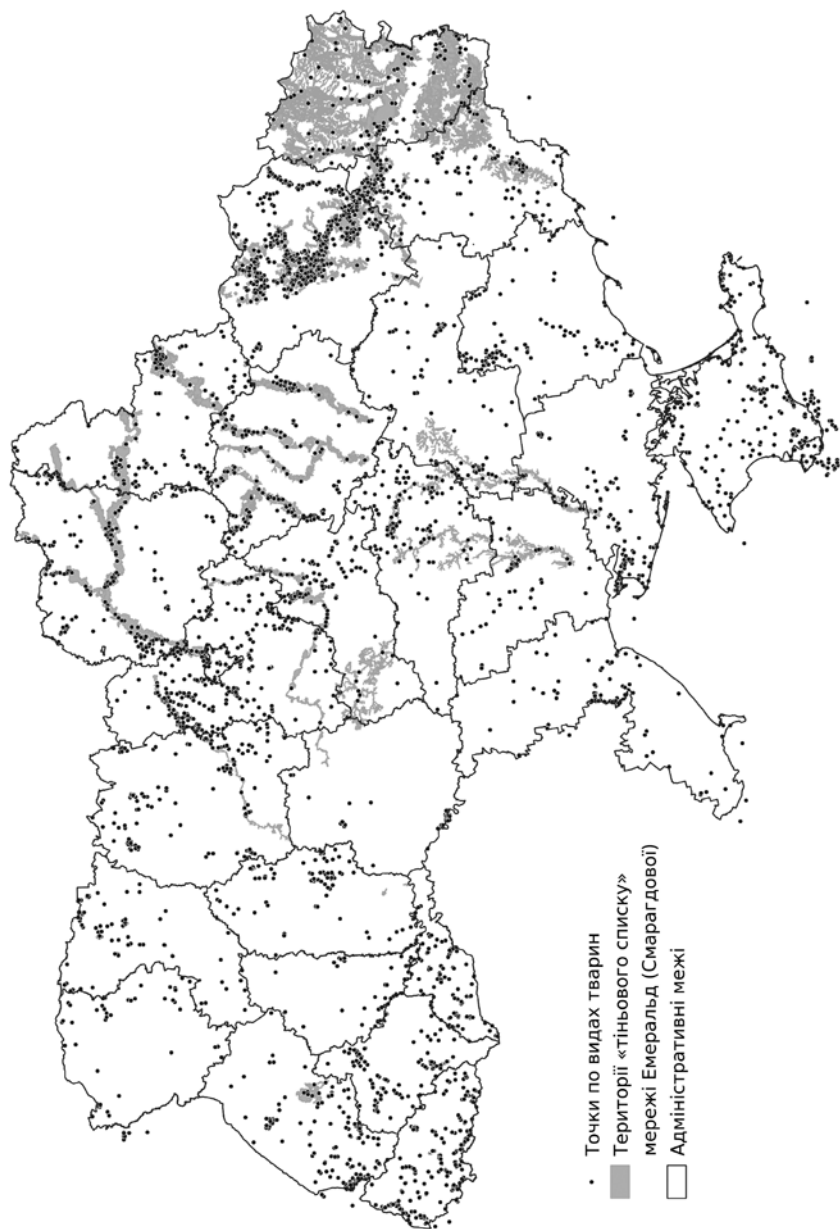 Точки по видах тварин
Території «тіньового списку»
мережі Емеральд (Смарагдової)
Адміністративні межі